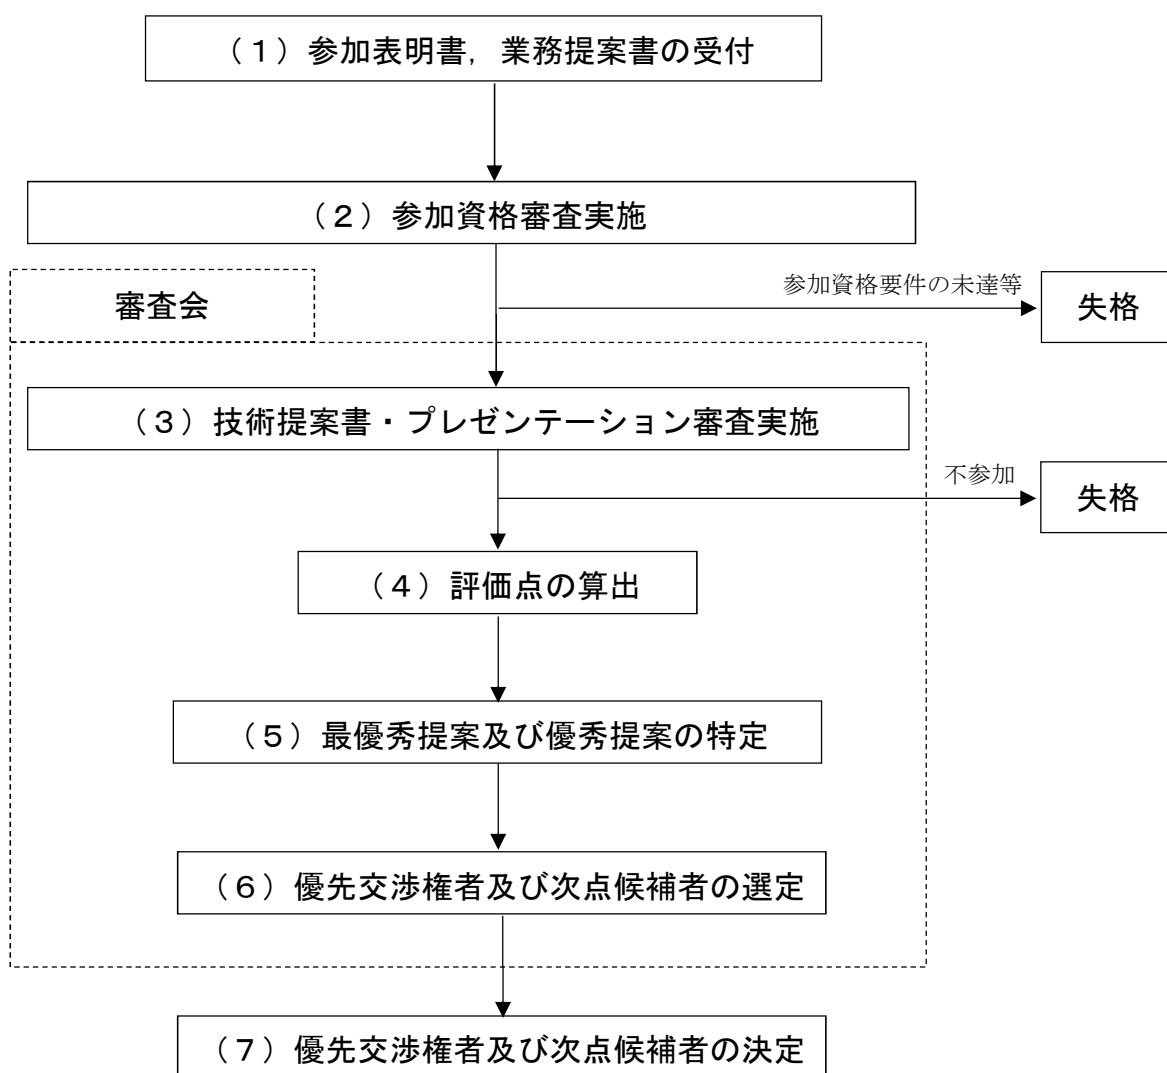 （１）参加表明書，業務提案書の受付
（２）参加資格審査実施
参加資格要件の未達等
失格
審査会
（３）技術提案書・プレゼンテーション審査実施
不参加
失格
（４）評価点の算出
（５）最優秀提案及び優秀提案の特定
（６）優先交渉権者及び次点候補者の選定
（７）優先交渉権者及び次点候補者の決定